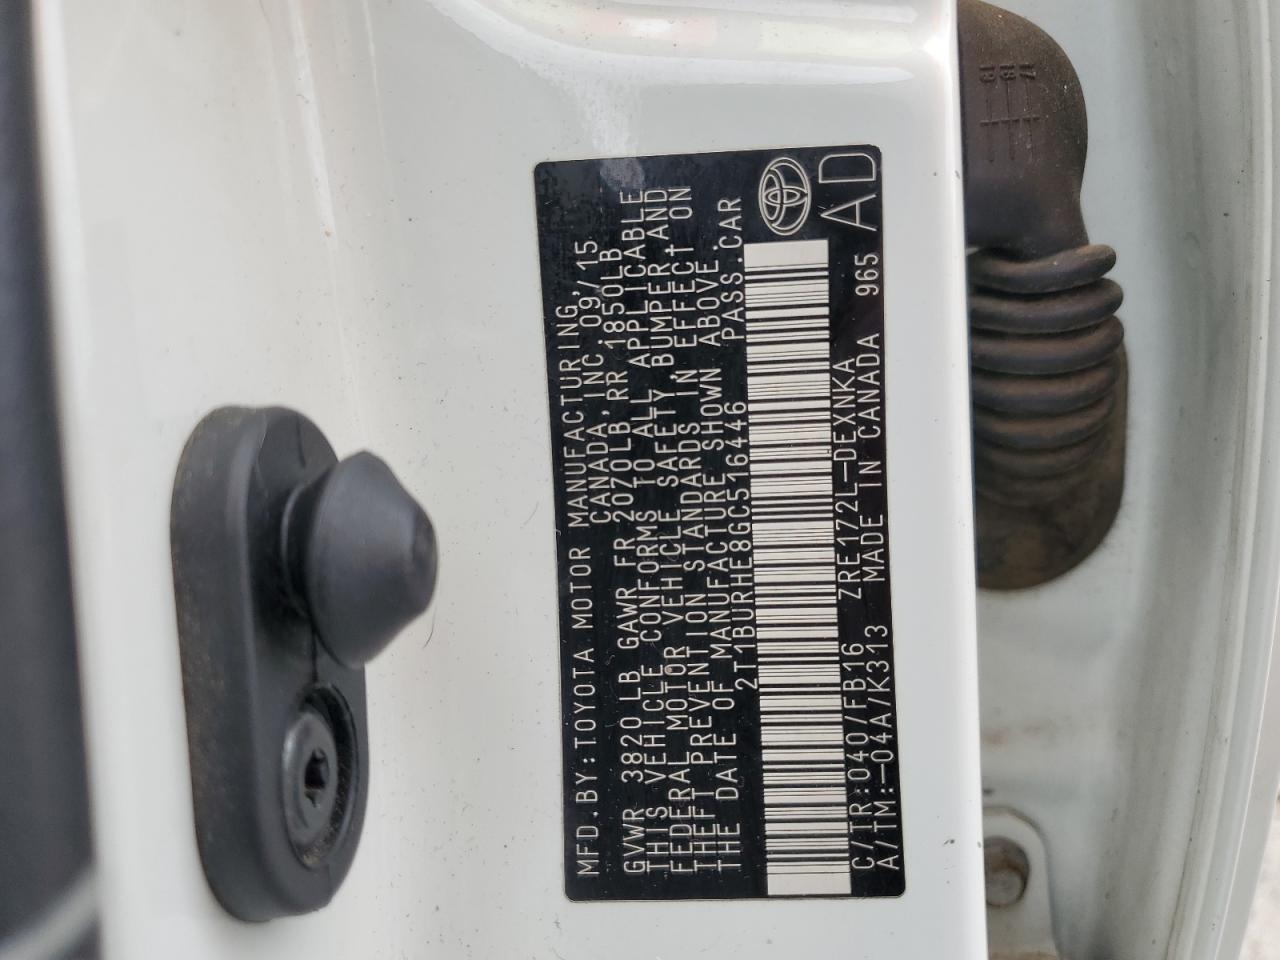 MFD.BY:TOYOTA MOTOR MANUFACTURING,
CANADA,INC. 09/15
GVWR 3820 LB GAWR FR 2070LB,RR 1850LB
THIS VEHICLE CONFORMS TO ALL APPLICABLE
FEDERAL MOTOR VEHICLE SAFETY, BUMPER, AND
THEFT PREVENTION STANDARDS IN EFFECT ON
THE DATE OF MANUFACTURE SHOWN ABOVE.
2T1BURHE8GC516446 PASS.CAR
C/TR:040/FB16 ZRE172L-DEXNKA
A/TM:-04A/K313 MADE IN CANADA 965
AD
17
18
19